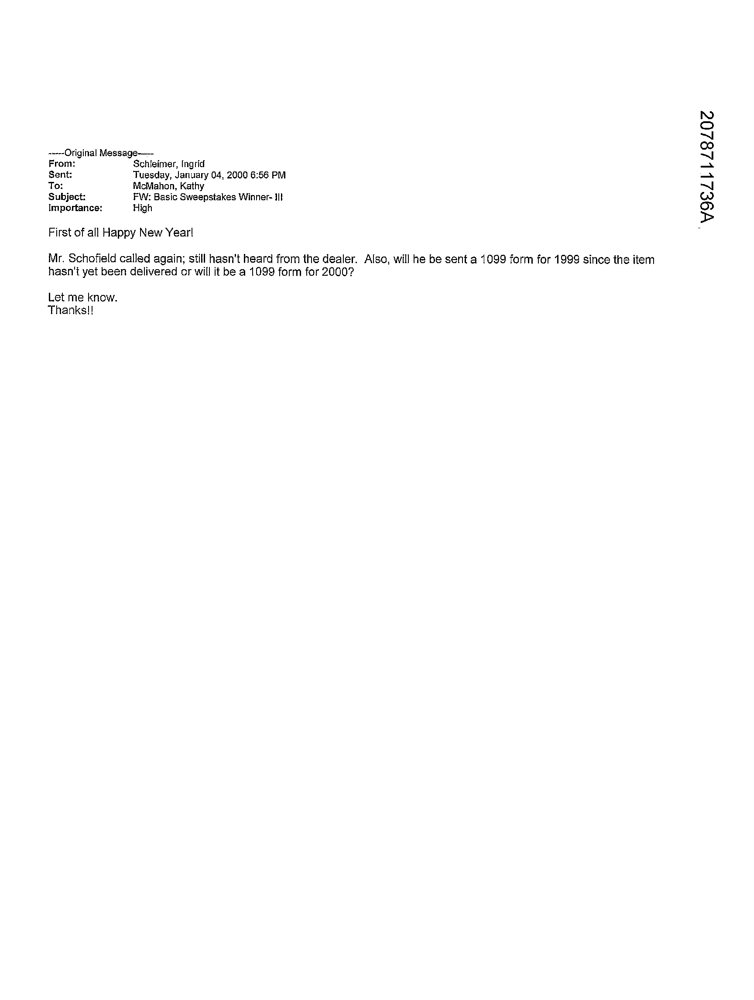 -----Original Message-----
From: Schleimer, Ingrid
Sent: Tuesday, January 04, 2000 6:56 PM
To: McMahon, Kathy
Subject: FW: Basic Sweepstakes Winner- III
Importance: High
First of all Happy New Year!
Mr. Schofield called again; still hasn't heard from the dealer.  Also, will he be sent a 1099 form for 1999 since the item
hasn't yet been delivered or will it be a 1099 form for 2000?
Let me know.
Thanks!!
2078711736A